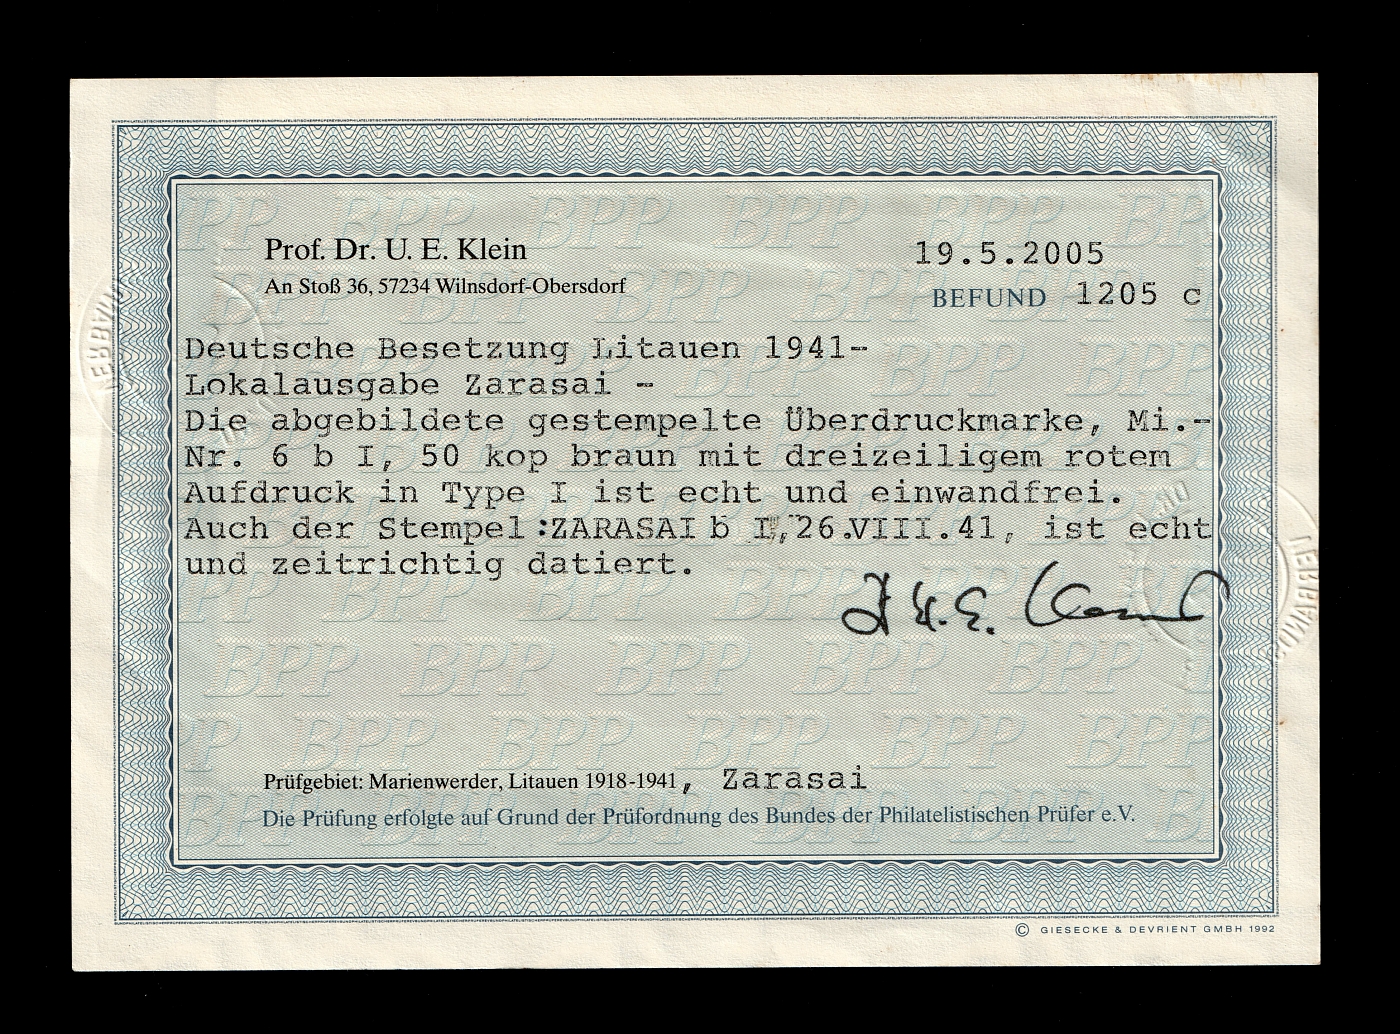 Prof. Dr. U. E. Klein
An Stoß 36, 57234 Wilnsdorf-Obersdorf
19.5.2005
BEFUND 1205 c
Deutsche Besetzung Litauen 1941-
Lokalausgabe Zarasai -
Die abgebildete gestempelte Überdruckmarke, Mi.-
Nr. 6 b I, 50 kop braun mit dreizeiligem rotem
Aufdruck in Type I ist echt und einwandfrei.
Auch der Stempel:ZARASAI b I,26.VIII.41, ist echt
und zeitrichtig datiert.
Prüfgebiet: Marienwerder, Litauen 1918-1941, Zarasai
Die Prüfung erfolgte auf Grund der Prüfordnung des Bundes der Philatelistischen Prüfer e.V.
© GIESECKE & DEVRIENT GMBH 1992